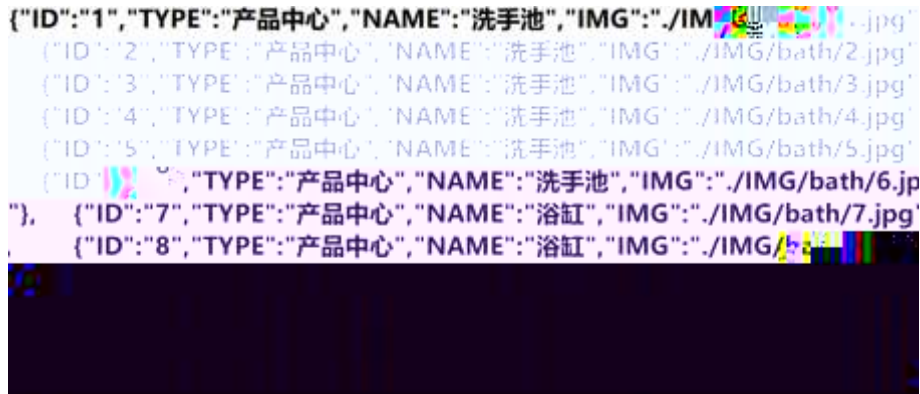 {"ID":"1","TYPE":"产品中心","NAME":"洗手池","IMG":"./IM .jpg"
{"ID":"2","TYPE":"产品中心","NAME":"洗手池","IMG":"./IMG/bath/2.jpg"
{"ID":"3","TYPE":"产品中心","NAME":"洗手池","IMG":"./IMG/bath/3.jpg"
{"ID":"4","TYPE":"产品中心","NAME":"洗手池","IMG":"./IMG/bath/4.jpg"
{"ID":"5","TYPE":"产品中心","NAME":"洗手池","IMG":"./IMG/bath/5.jpg"
{"ID ","TYPE":"产品中心","NAME":"洗手池","IMG":"./IMG/bath/6.jp
"}, {"ID":"7","TYPE":"产品中心","NAME":"浴缸","IMG":"./IMG/bath/7.jpg"
{"ID":"8","TYPE":"产品中心","NAME":"浴缸","IMG":"./IMG/